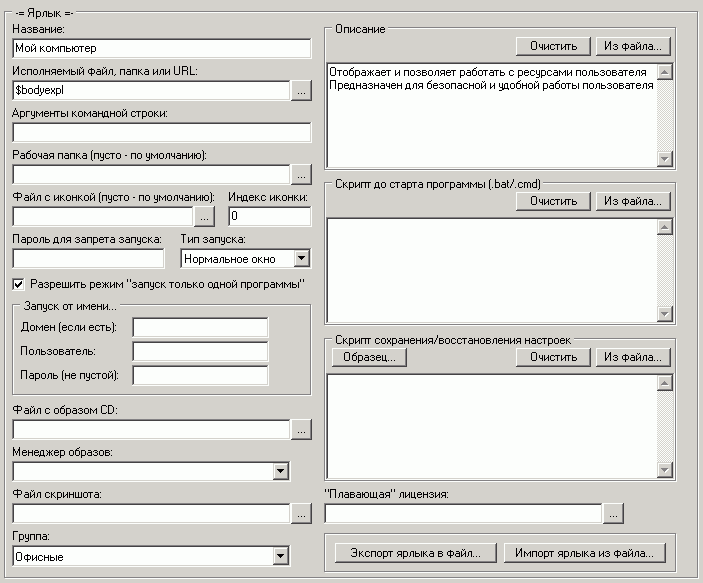 -= Ярлык =-
Название:
Мой компьютер
Исполняемый файл, папка или URL:
$bodyexpl
...
Аргументы командной строки:
Рабочая папка (пусто - по умолчанию):
...
Файл с иконкой (пусто - по умолчанию):
Индекс иконки:
...
0
Пароль для запрета запуска:
Тип запуска:
Нормальное окно
Разрешить режим "запуск только одной программы"
Запуск от имени...
Домен (если есть):
Пользователь:
Пароль (не пустой):
Файл с образом CD:
...
Менеджер образов:
Файл скриншота:
...
Группа:
Офисные
Описание
Очистить
Из файла...
Отображает и позволяет работать с ресурсами пользователя
Предназначен для безопасной и удобной работы пользователя
Скрипт до старта программы (.bat/.cmd)
Очистить
Из файла...
Скрипт сохранения/восстановления настроек
Образец...
Очистить
Из файла...
"Плавающая" лицензия:
...
Экспорт ярлыка в файл...
Импорт ярлыка из файла...